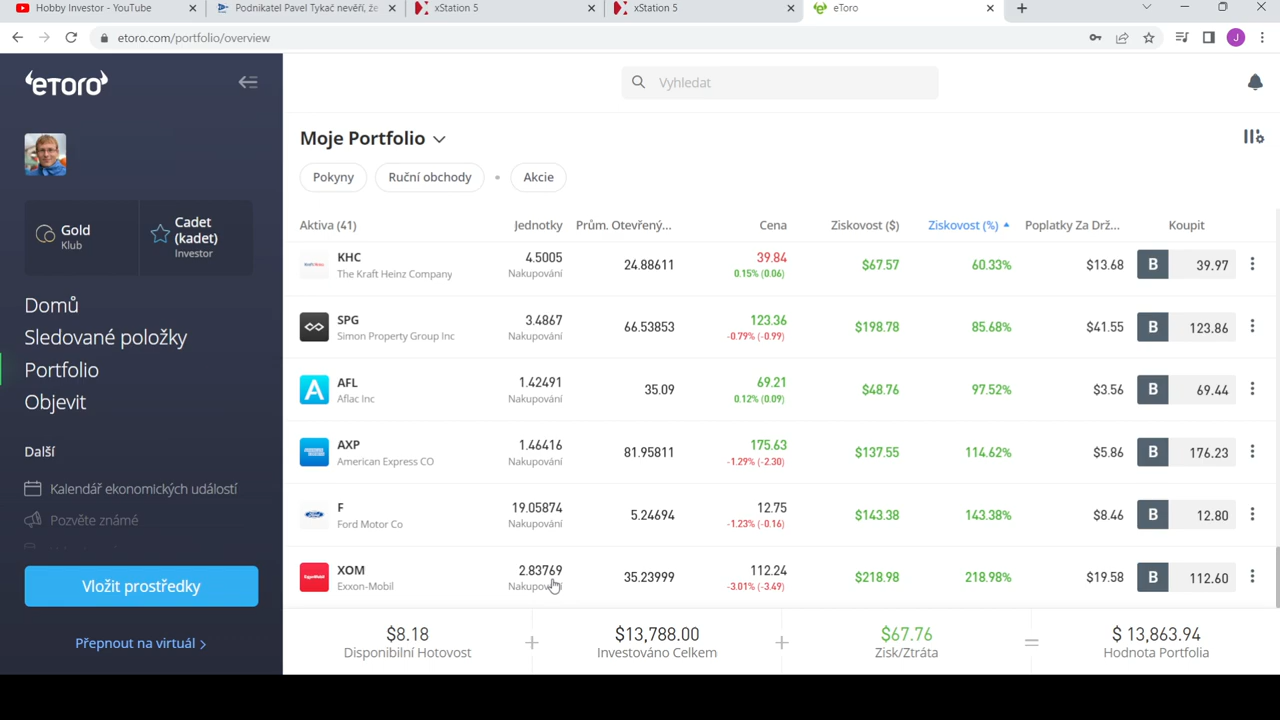 Hobby Investor - YouTube
Podnikatel Pavel Tykač nevěří, že
xStation 5
xStation 5
eToro
etoro.com/portfolio/overview
J
eToro
Vyhledat
Moje Portfolio
Pokyny
Ruční obchody
Akcie
Gold
Klub
Cadet
(kadet)
Investor
Domů
Sledované položky
Portfolio
Objevit
Další
Kalendář ekonomických událostí
Pozvěte známé
Vložit prostředky
Přepnout na virtuál >
Aktiva (41) Jednotky Prům. Otevřený... Cena Ziskovost ($) Ziskovost (%) Poplatky Za Drž... Koupit
KHC 4.5005 24.88611 39.84 $67.57 60.33% $13.68 B 39.97
The Kraft Heinz Company Nakupování 0.15% (0.06)
SPG 3.4867 66.53853 123.36 $198.78 85.68% $41.55 B 123.86
Simon Property Group Inc Nakupování -0.79% (-0.99)
AFL 1.42491 35.09 69.21 $48.76 97.52% $3.56 B 69.44
Aflac Inc Nakupování 0.12% (0.09)
AXP 1.46416 81.95811 175.63 $137.55 114.62% $5.86 B 176.23
American Express CO Nakupování -1.29% (-2.30)
F 19.05874 5.24694 12.75 $143.38 143.38% $8.46 B 12.80
Ford Motor Co Nakupování -1.23% (-0.16)
XOM 2.83769 35.23999 112.24 $218.98 218.98% $19.58 B 112.60
Exxon-Mobil Nakupování -3.01% (-3.49)
$8.18 + $13,788.00 + $67.76 = $ 13,863.94
Disponibilní Hotovost Investováno Celkem Zisk/Ztráta Hodnota Portfolia